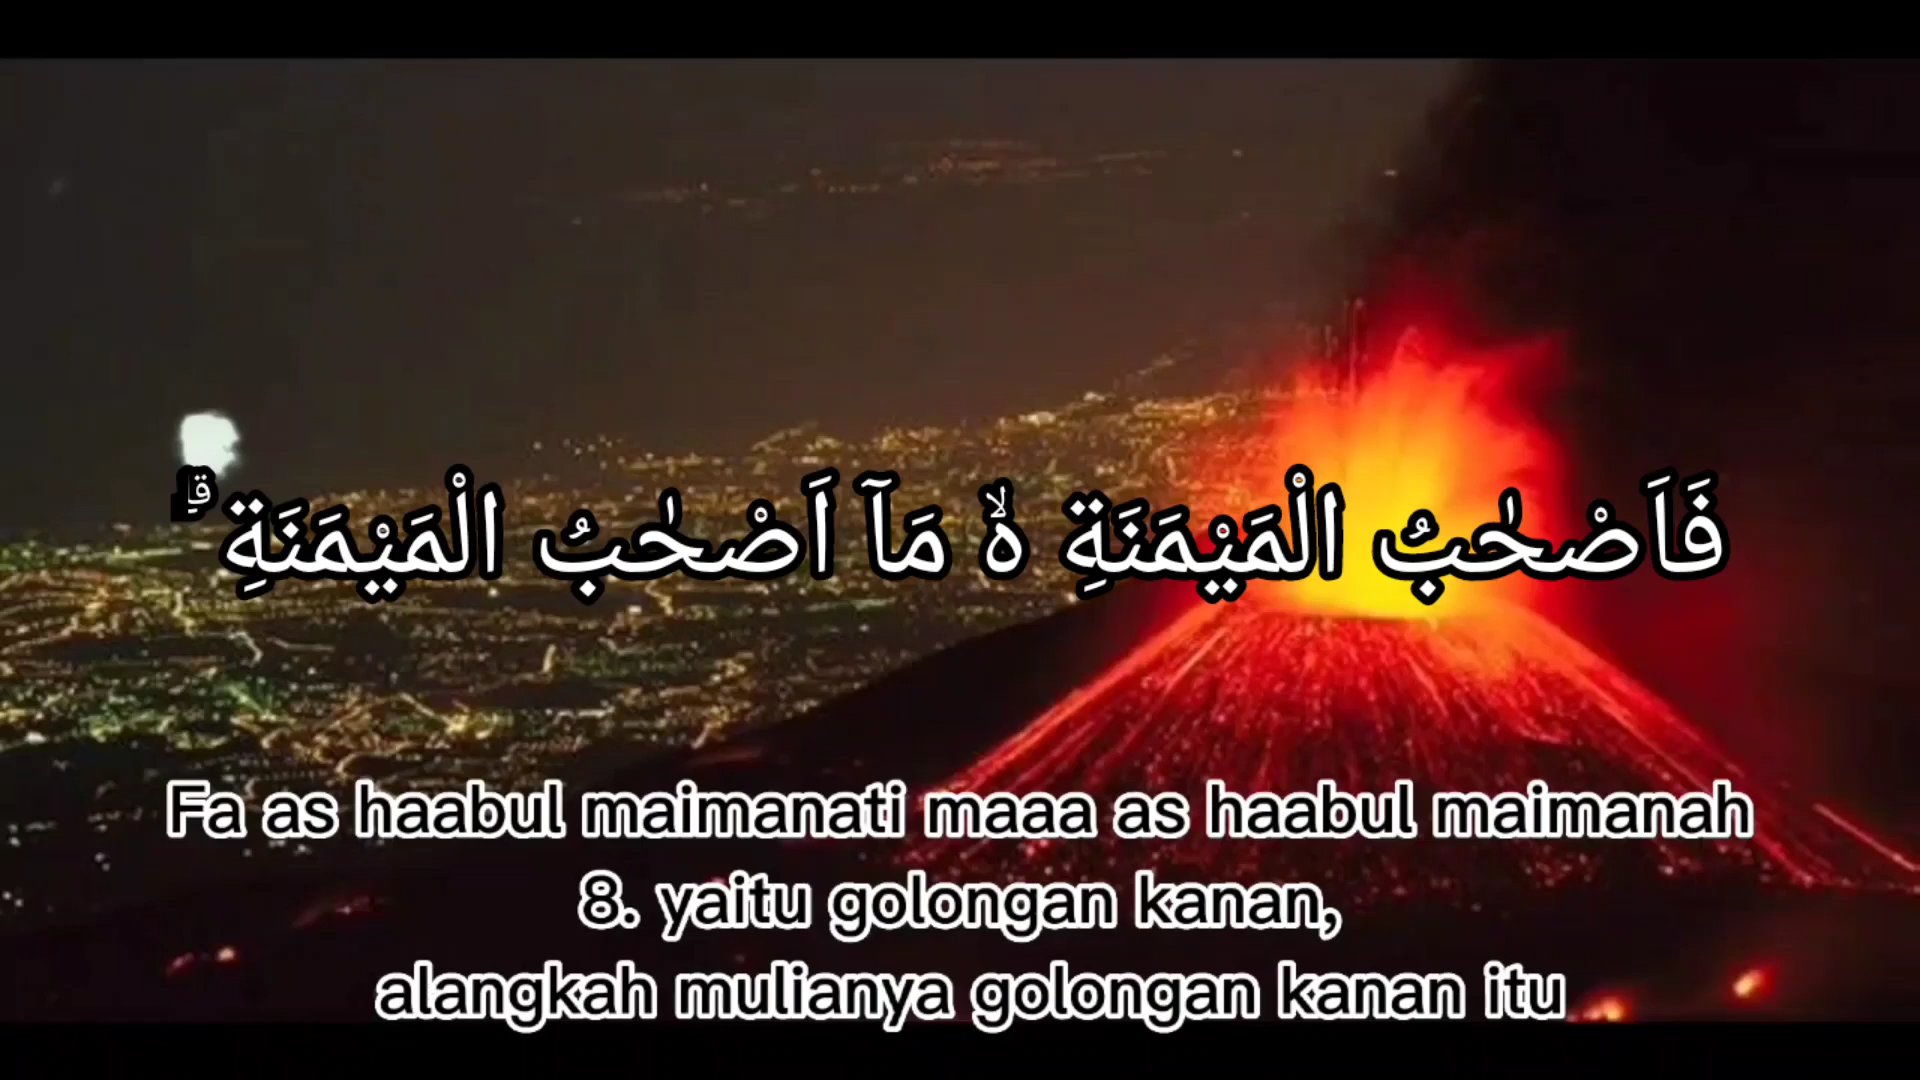 فَاَصْحٰبُ الْمَيْمَنَةِ ەۙ مَآ اَصْحٰبُ الْمَيْمَنَةِ ۗ
Fa as haabul maimanati maaa as haabul maimanah
8. yaitu golongan kanan,
alangkah mulianya golongan kanan itu